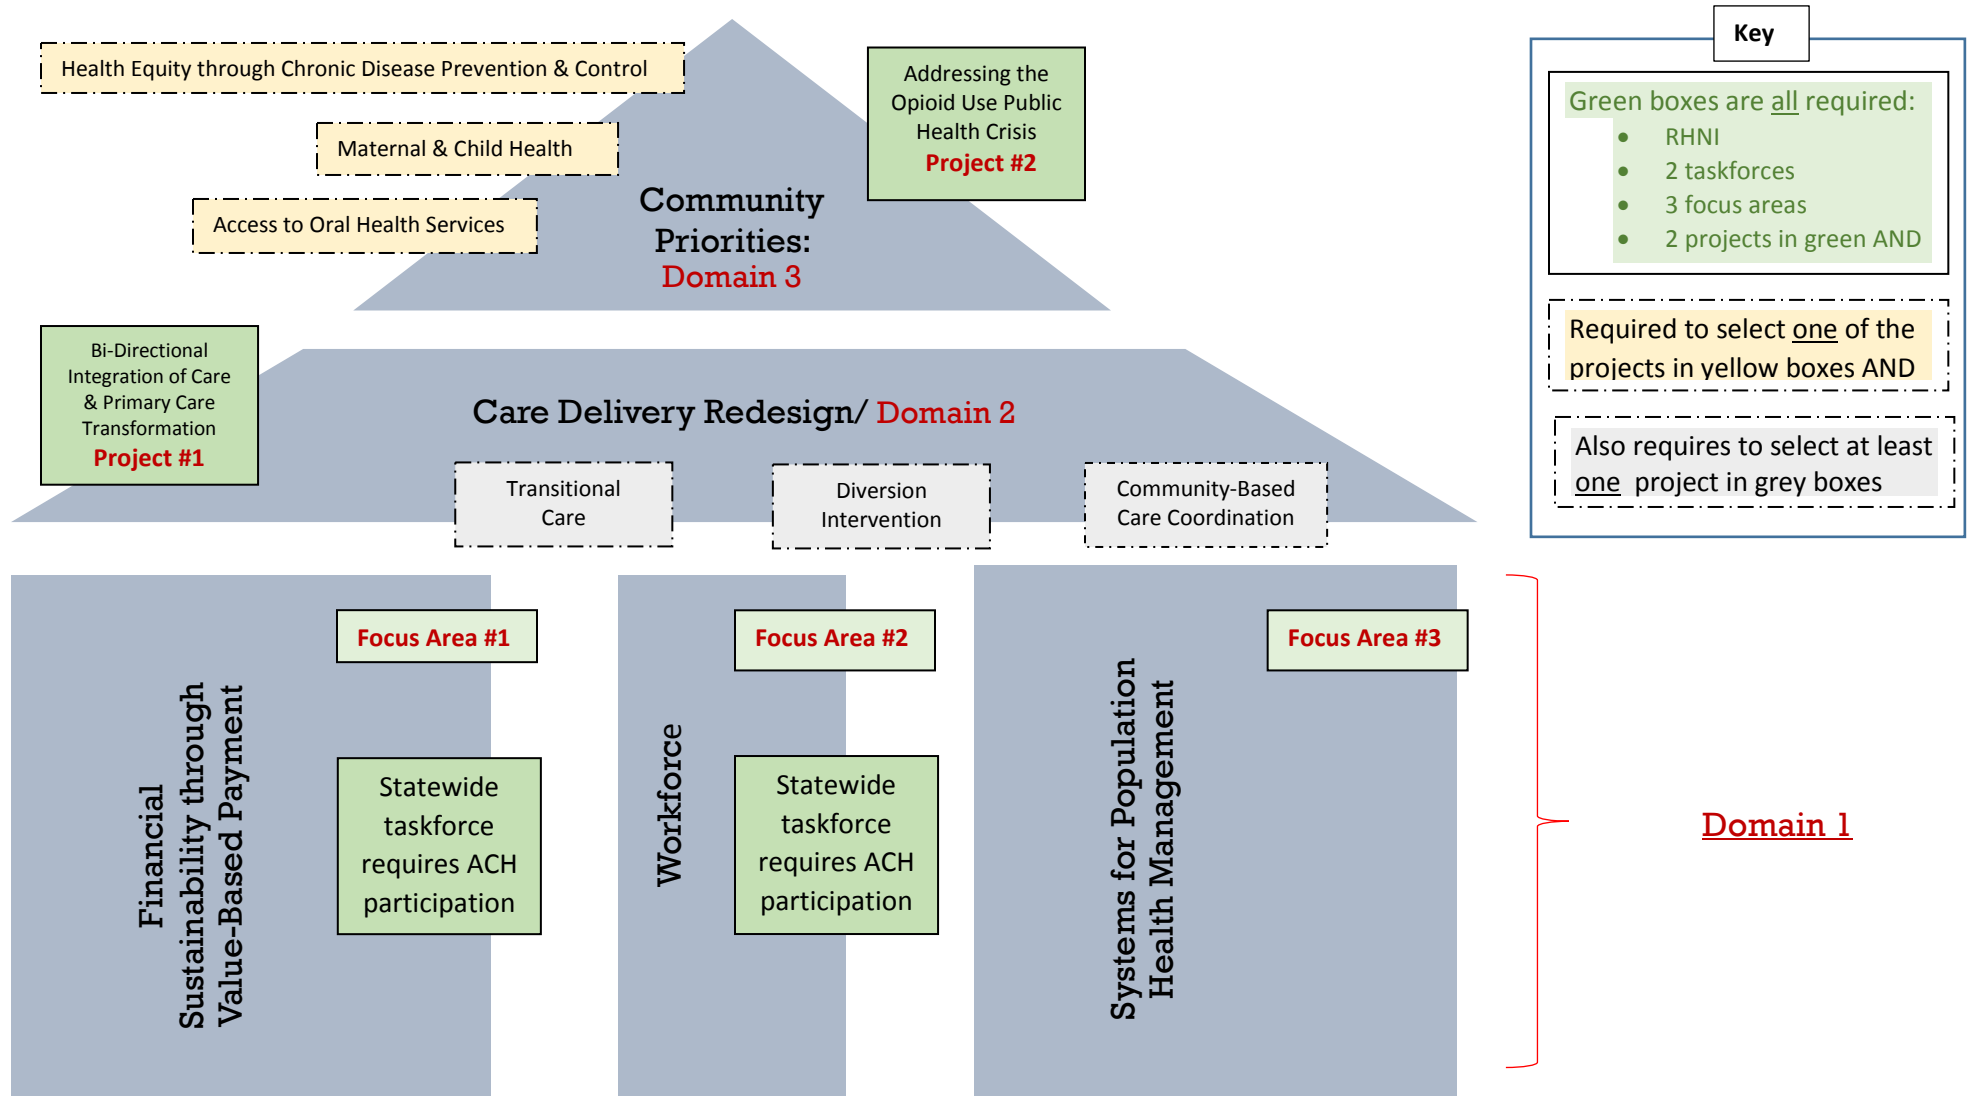 Health Equity through Chronic Disease Prevention & Control
Maternal & Child Health
Access to Oral Health Services
Addressing the
Opioid Use Public
Health Crisis
Project #2
Community
Priorities:
Domain 3
Key
Green boxes are all required:
• RHNI
• 2 taskforces
• 3 focus areas
• 2 projects in green AND
Required to select one of the
projects in yellow boxes AND
Also requires to select at least
one project in grey boxes
Bi-Directional
Integration of Care
& Primary Care
Transformation
Project #1
Care Delivery Redesign/ Domain 2
Transitional
Care
Diversion
Intervention
Community-Based
Care Coordination
Financial
Sustainability through
Value-Based Payment
Focus Area #1
Statewide
taskforce
requires ACH
participation
Workforce
Focus Area #2
Statewide
taskforce
requires ACH
participation
Systems for Population
Health Management
Focus Area #3
Domain 1